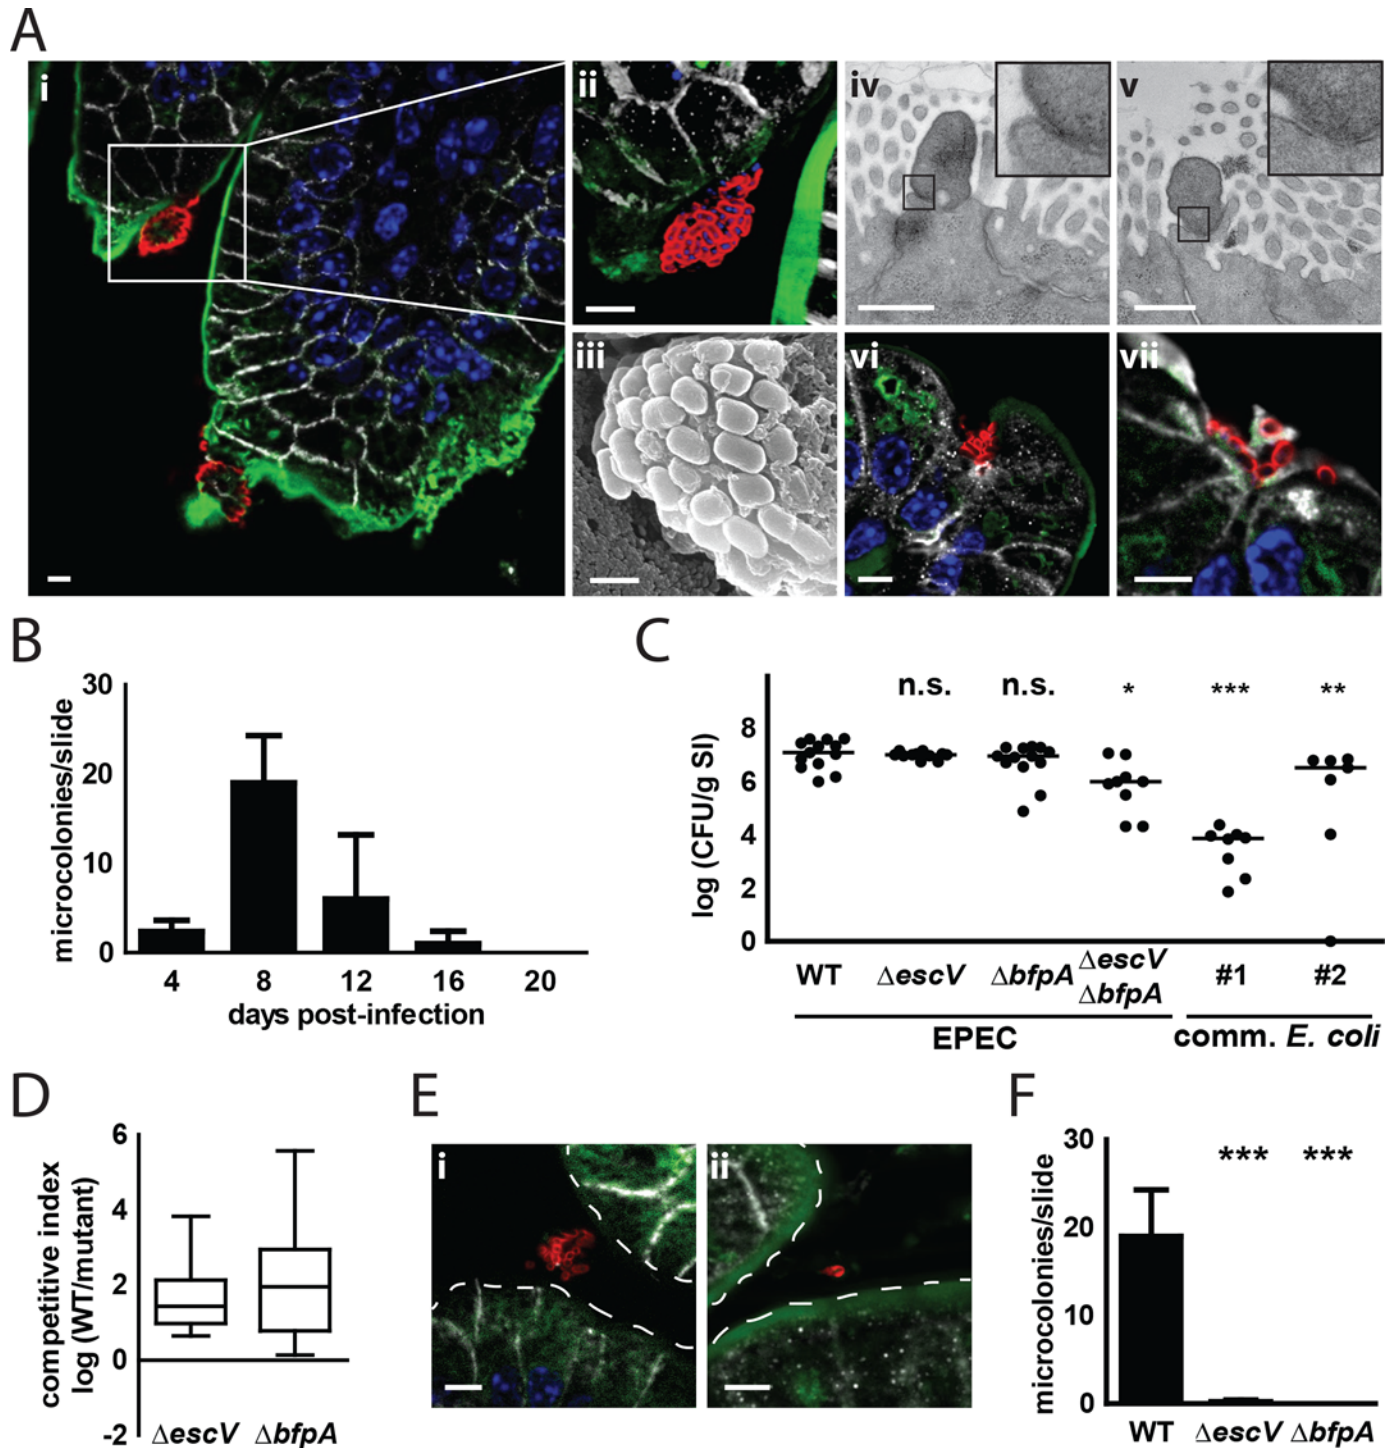 A
i
ii
iii
iv
v
vi
vii
B
microcolonies/slide
30
20
10
0
4 8 12 16 20
days post-infection
C
log (CFU/g SI)
8
6
4
2
0
n.s. n.s. * *** **
WT ΔescV ΔbfpA ΔescV ΔbfpA #1 #2
EPEC comm. E. coli
D
competitive index
log (WT/mutant)
6
4
2
0
-2
ΔescV ΔbfpA
E
i
ii
F
microcolonies/slide
30
20
10
0
*** ***
WT ΔescV ΔbfpA